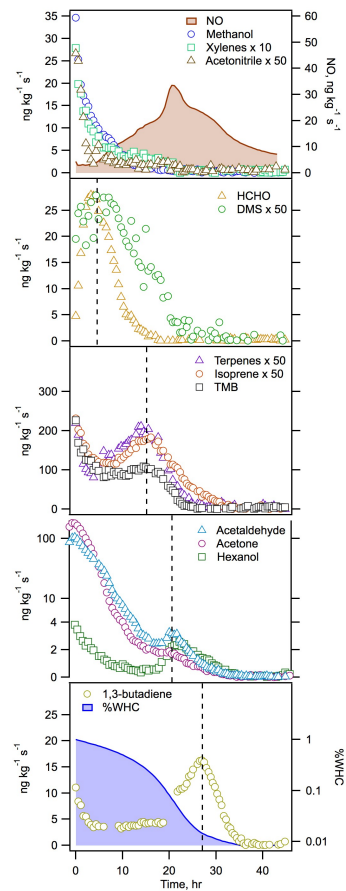 35
30
25
20
15
10
5
0
ng kg⁻¹ s⁻¹
NO
Methanol
Xylenes x 10
Acetonitrile x 50
60
50
40
30
20
10
0
NO, ng kg⁻¹ s⁻¹
25
20
15
10
5
0
ng kg⁻¹ s⁻¹
HCHO
DMS x 50
300
200
100
0
ng kg⁻¹ s⁻¹
Terpenes x 50
Isoprene x 50
TMB
100
10
4
2
0
ng kg⁻¹ s⁻¹
Acetaldehyde
Acetone
Hexanol
25
20
15
10
5
0
ng kg⁻¹ s⁻¹
1,3-butadiene
%WHC
1
0.1
0.01
%WHC
0
10
20
30
40
Time, hr